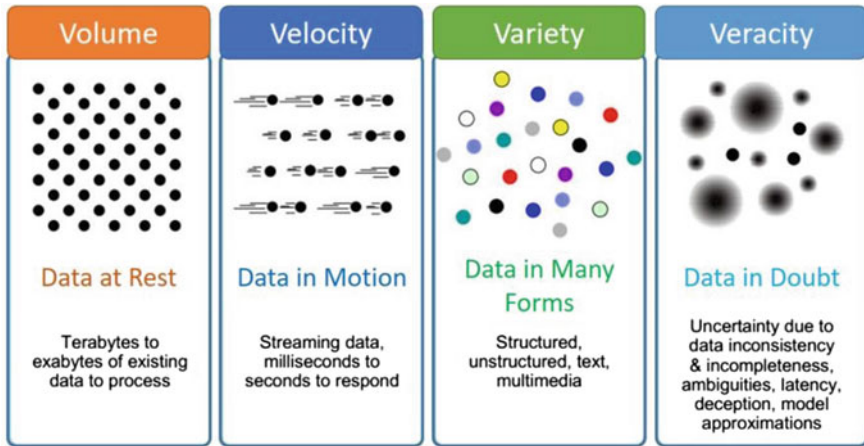 Volume
Data at Rest
Terabytes to
exabytes of existing
data to process
Velocity
Data in Motion
Streaming data,
milliseconds to
seconds to respond
Variety
Data in Many
Forms
Structured,
unstructured, text,
multimedia
Veracity
Data in Doubt
Uncertainty due to
data inconsistency
& incompleteness,
ambiguities, latency,
deception, model
approximations